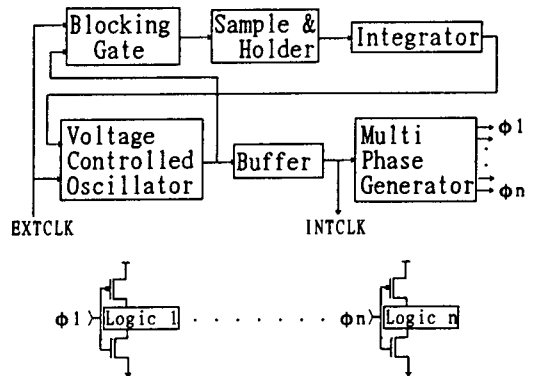 Blocking
Gate
Sample &
Holder
Integrator
Voltage
Controlled
Oscillator
Buffer
Multi
Phase
Generator
ϕ1
ϕn
EXTCLK
INTCLK
ϕ1
Logic 1
ϕn
Logic n